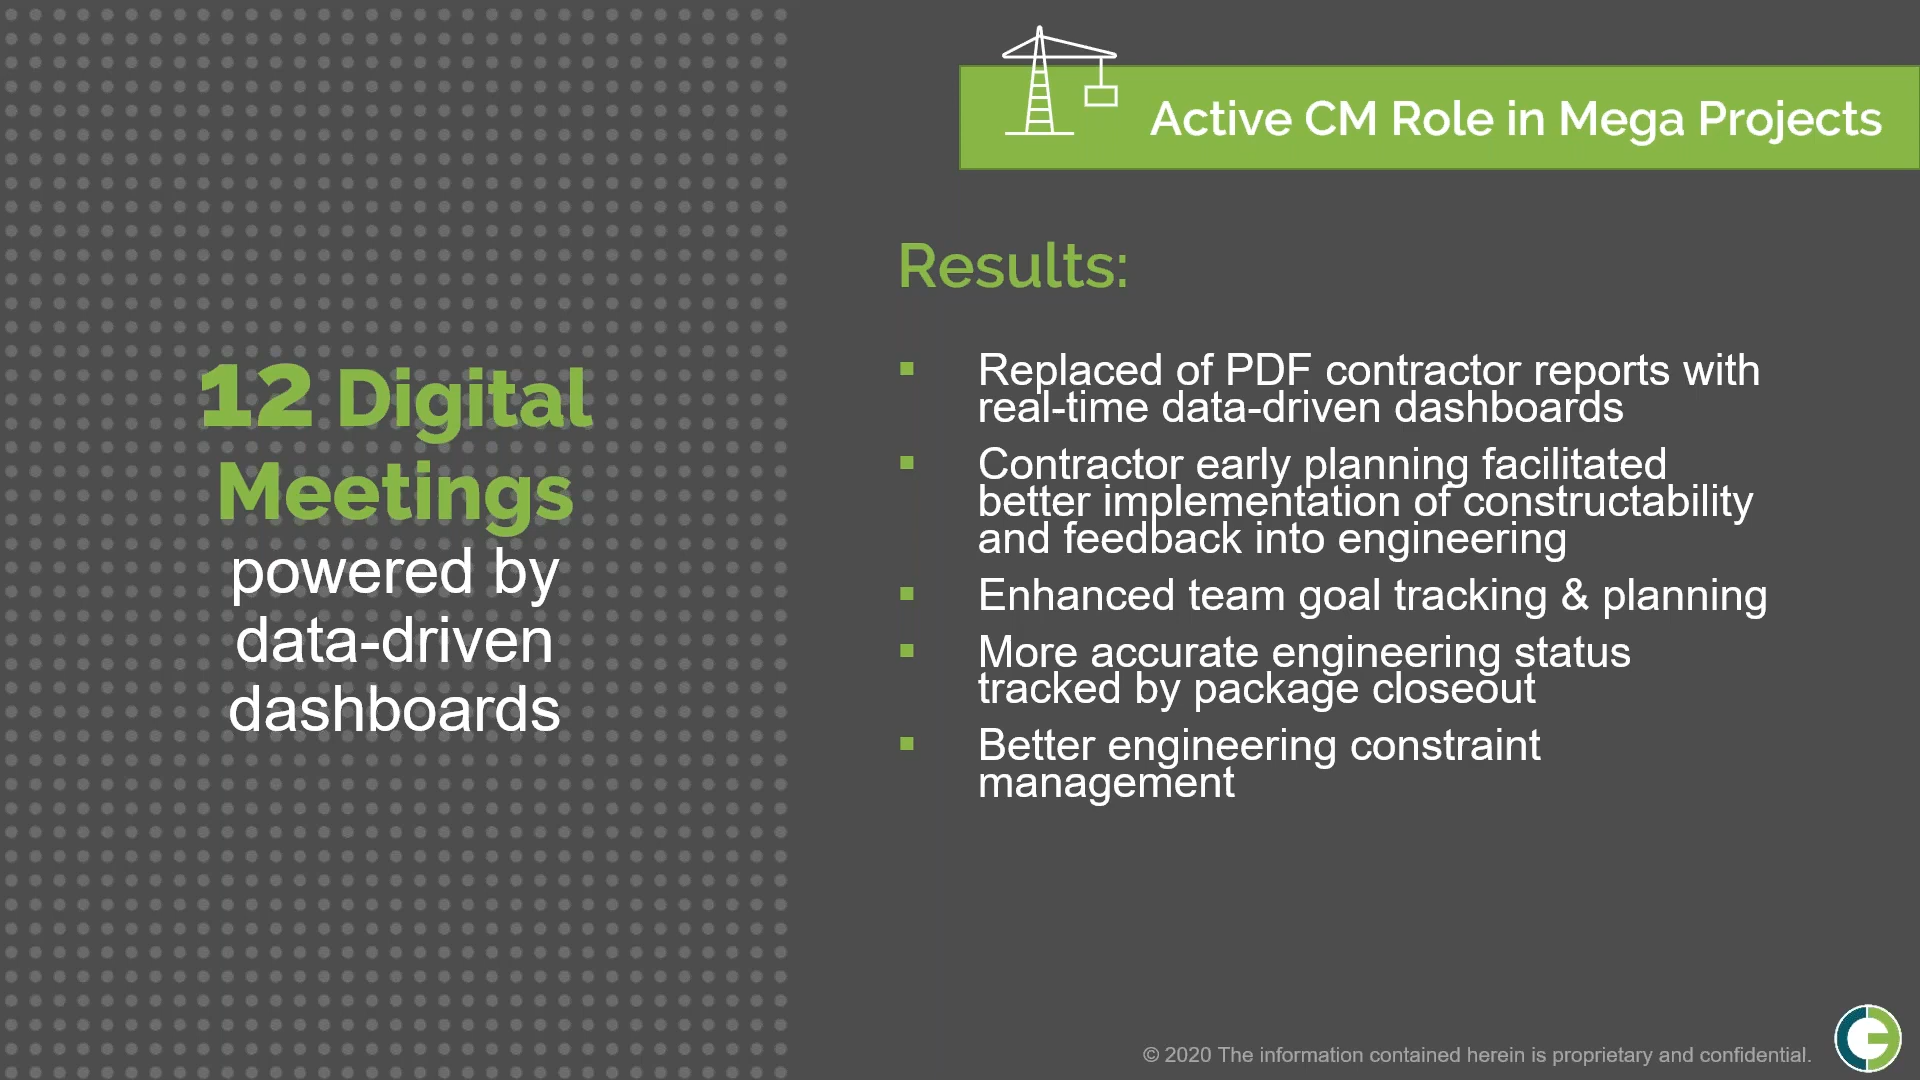 Active CM Role in Mega Projects
12 Digital
Meetings
powered by
data-driven
dashboards
Results:
▪ Replaced of PDF contractor reports with
real-time data-driven dashboards
▪ Contractor early planning facilitated
better implementation of constructability
and feedback into engineering
▪ Enhanced team goal tracking & planning
▪ More accurate engineering status
tracked by package closeout
▪ Better engineering constraint
management
© 2020 The information contained herein is proprietary and confidential.